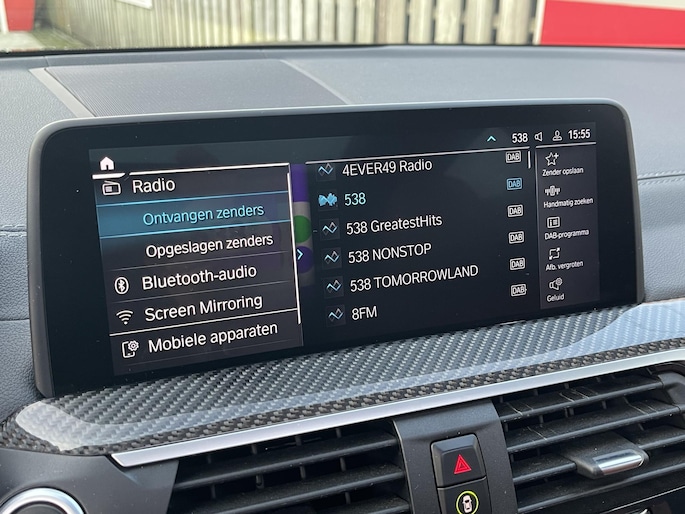 538 15:55
Radio
Ontvangen zenders
Opgeslagen zenders
Bluetooth-audio
Screen Mirroring
Mobiele apparaten
4EVER49 Radio DAB
538 DAB
538 GreatestHits DAB
538 NONSTOP DAB
538 TOMORROWLAND DAB
8FM DAB
Zender opslaan
Handmatig zoeken
DAB-programma
Afb. vergroten
Geluid